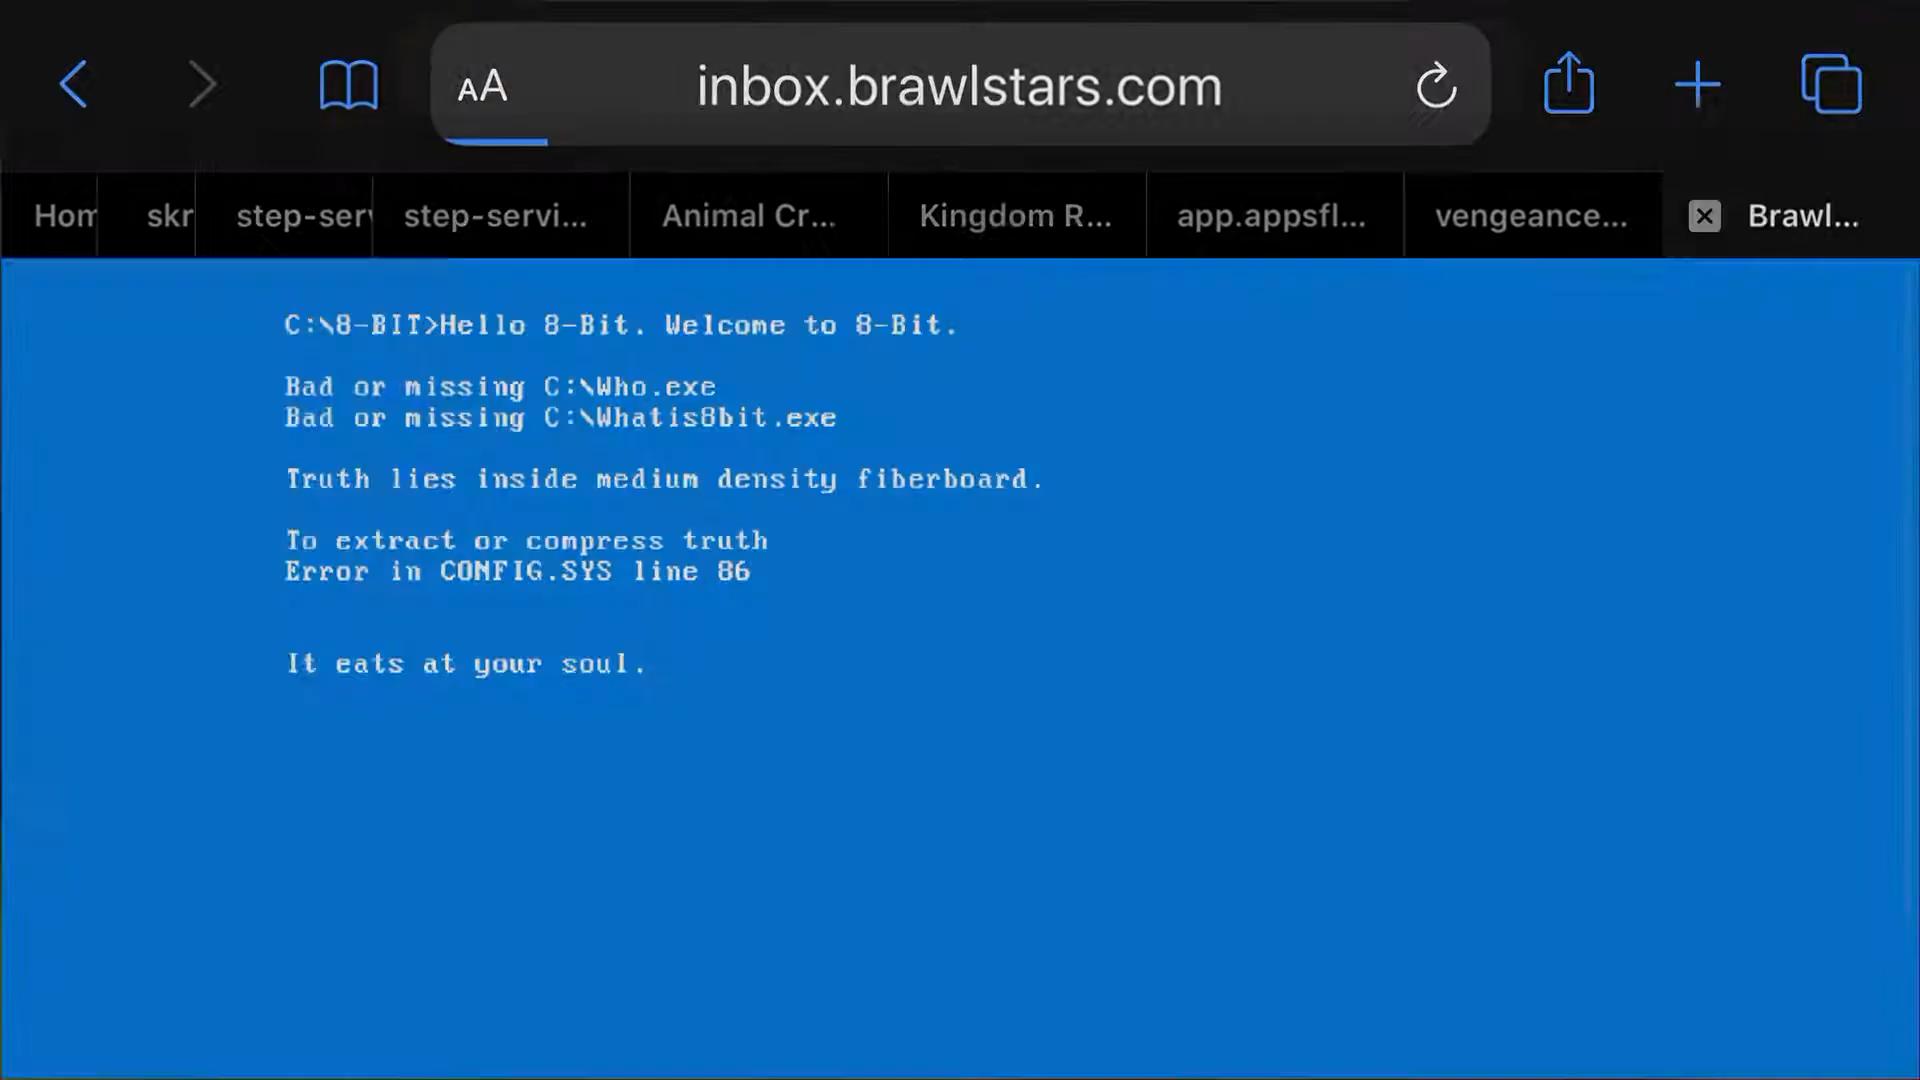 AA inbox.brawlstars.com
Hom skr step-serv step-servi... Animal Cr... Kingdom R... app.appsfl... vengeance... Brawl...
C:\8-BIT>Hello 8-Bit. Welcome to 8-Bit.
Bad or missing C:\Who.exe
Bad or missing C:\Whatis8bit.exe
Truth lies inside medium density fiberboard.
To extract or compress truth
Error in CONFIG.SYS line 86
It eats at your soul.